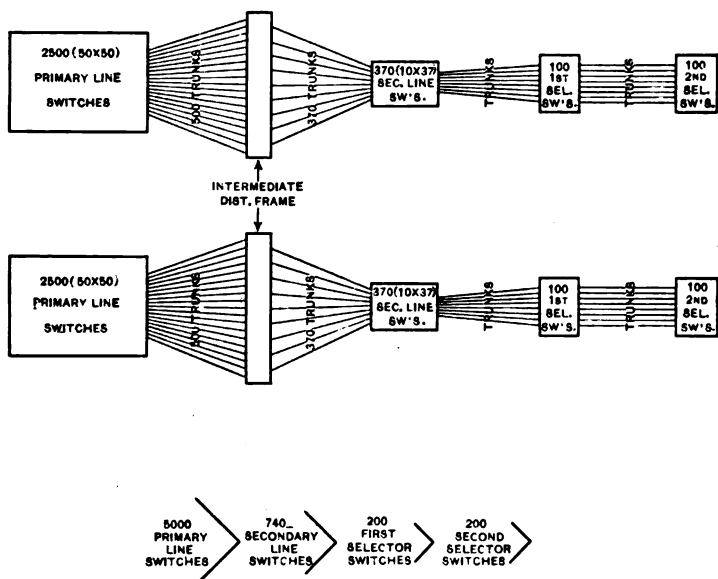 2500 (50X50)
PRIMARY LINE
SWITCHES
500 TRUNKS
370 TRUNKS
370 (10X37)
SEC. LINE
SW'S.
TRUNKS
100
1ST
SEL.
SW'S.
TRUNKS
100
2ND
SEL.
SW'S.
INTERMEDIATE
DIST. FRAME
2500 (50X50)
PRIMARY LINE
SWITCHES
500 TRUNKS
370 TRUNKS
370 (10X37)
SEC. LINE
SW'S.
TRUNKS
100
1ST
SEL.
SW'S.
TRUNKS
100
2ND
SEL.
SW'S.
5000
PRIMARY
LINE
SWITCHES
740
SECONDARY
LINE
SWITCHES
200
FIRST
SELECTOR
SWITCHES
200
SECOND
SELECTOR
SWITCHES